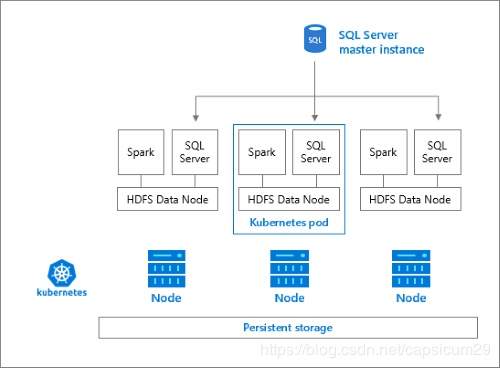 SQL
SQL Server
master instance
Spark
SQL
Server
Spark
SQL
Server
Spark
SQL
Server
HDFS Data Node
HDFS Data Node
HDFS Data Node
Kubernetes pod
kubernetes
Node
Node
Node
Persistent storage
https://blog.csdn.net/capsicum29